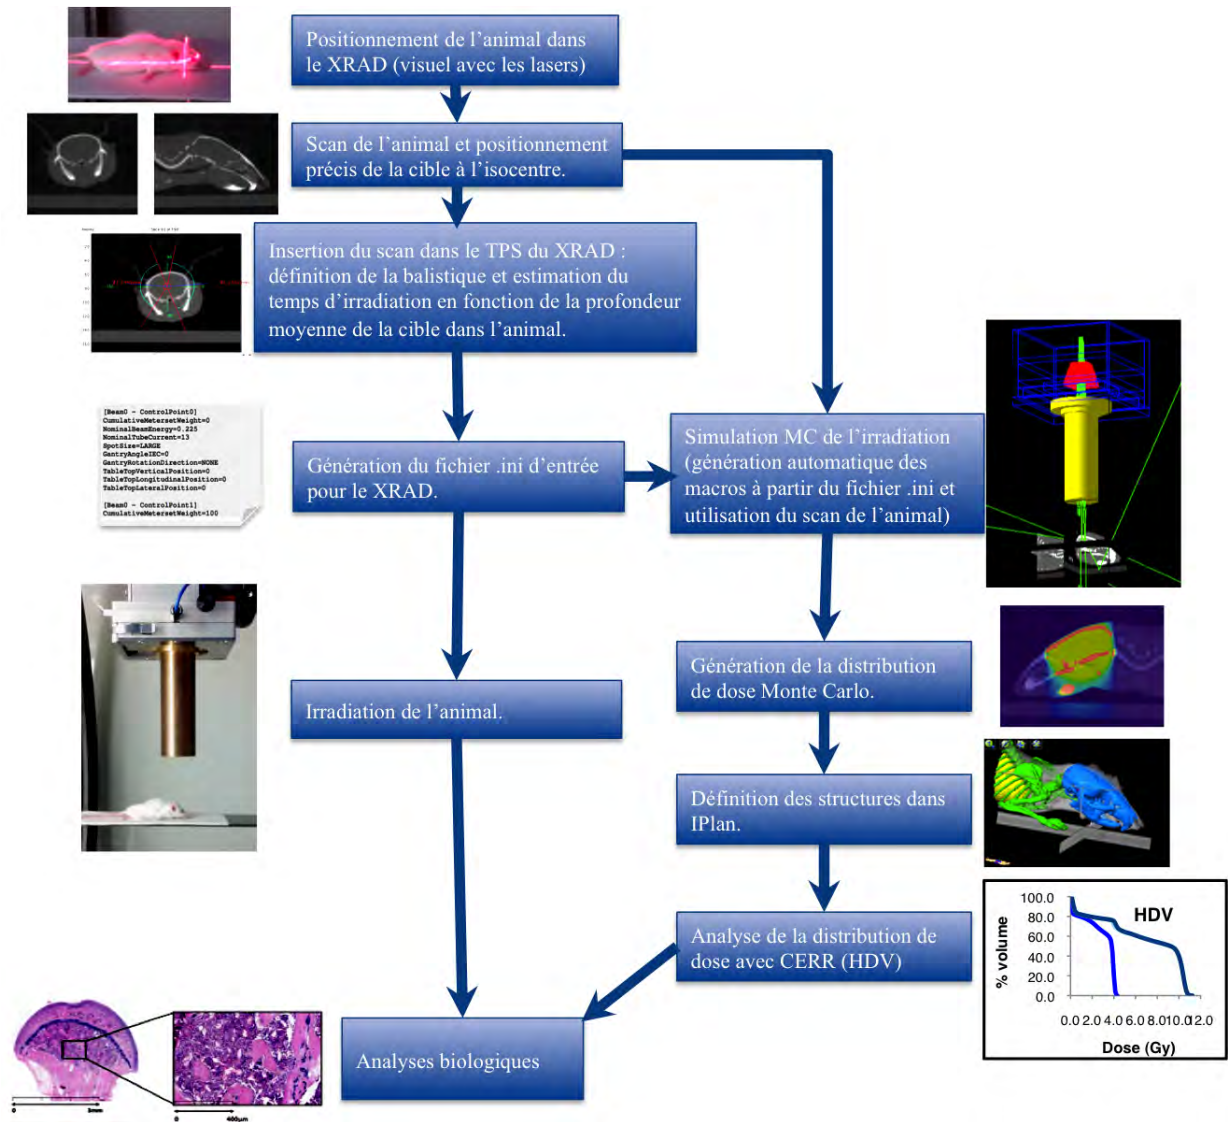 Positionnement de l'animal dans
le XRAD (visuel avec les lasers)
Scan de l'animal et positionnement
précis de la cible à l'isocentre.
Insertion du scan dans le TPS du XRAD :
définition de la balistique et estimation du
temps d'irradiation en fonction de la profondeur
moyenne de la cible dans l'animal.
[Beam0 - ControlPoint0]
CumulativeMetersetWeight=0
NominalBeamEnergy=0.225
NominalTubeCurrent=13
SpotSize=LARGE
GantryAngleIEC=0
GantryRotationDirection=NONE
TableTopVerticalPosition=0
TableTopLongitudinalPosition=0
TableTopLateralPosition=0
[Beam0 - ControlPoint1]
CumulativeMetersetWeight=100
Génération du fichier .ini d'entrée
pour le XRAD.
Simulation MC de l'irradiation
(génération automatique des
macros à partir du fichier .ini et
utilisation du scan de l'animal)
Génération de la distribution
de dose Monte Carlo.
Irradiation de l'animal.
Définition des structures dans
IPlan.
Analyse de la distribution de
dose avec CERR (HDV)
HDV
% volume
100.0
80.0
60.0
40.0
20.0
0.0
0.0 2.0 4.0 6.0 8.0 10.0 12.0
Dose (Gy)
Analyses biologiques
0 3mm
0 400µm